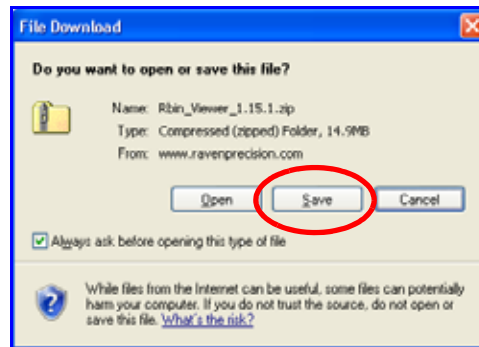 File Download
Do you want to open or save this file?
Name: Rbin_Viewer_1.15.1.zip
Type: Compressed (zipped) Folder, 14.9MB
From: www.ravenprecision.com
Open Save Cancel
Always ask before opening this type of file
While files from the Internet can be useful, some files can potentially
harm your computer. If you do not trust the source, do not open or
save this file. What's the risk?